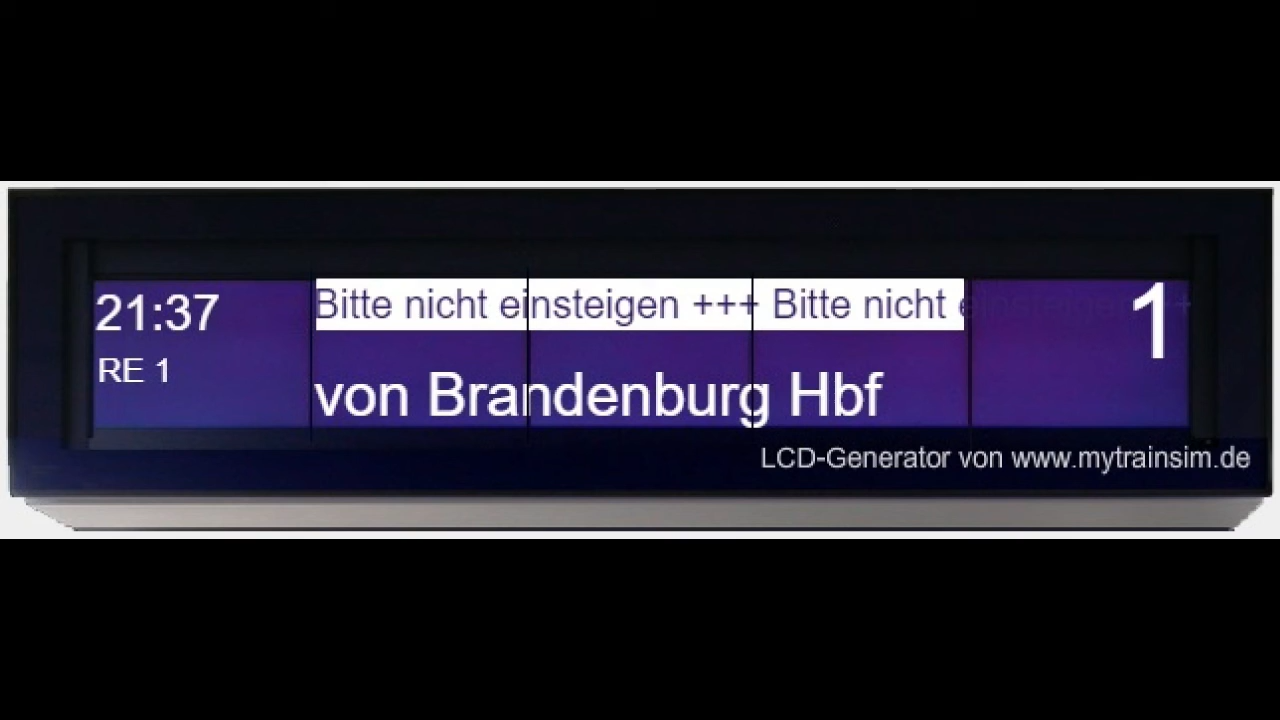 21:37
Bitte nicht einsteigen +++ Bitte nicht einsteigen ++
1
RE 1
von Brandenburg Hbf
LCD-Generator von www.mytrainsim.de